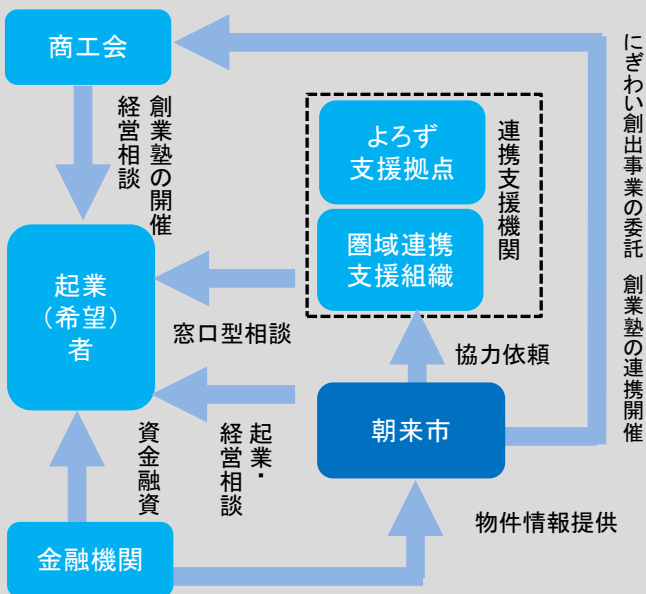 商工会
創業塾の開催
経営相談
よろず
支援拠点
圏域連携
支援組織
連携支援機関
にぎわい創出事業の委託　創業塾の連携開催
起業
（希望）
者
窓口型相談
協力依頼
朝来市
起業・
経営相談
資金融資
物件情報提供
金融機関